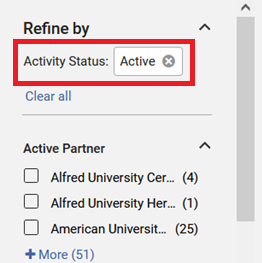 Refine by
Activity Status: Active
Clear all
Active Partner
Alfred University Cer... (4)
Alfred University Her... (1)
American Universit... (25)
+ More (51)